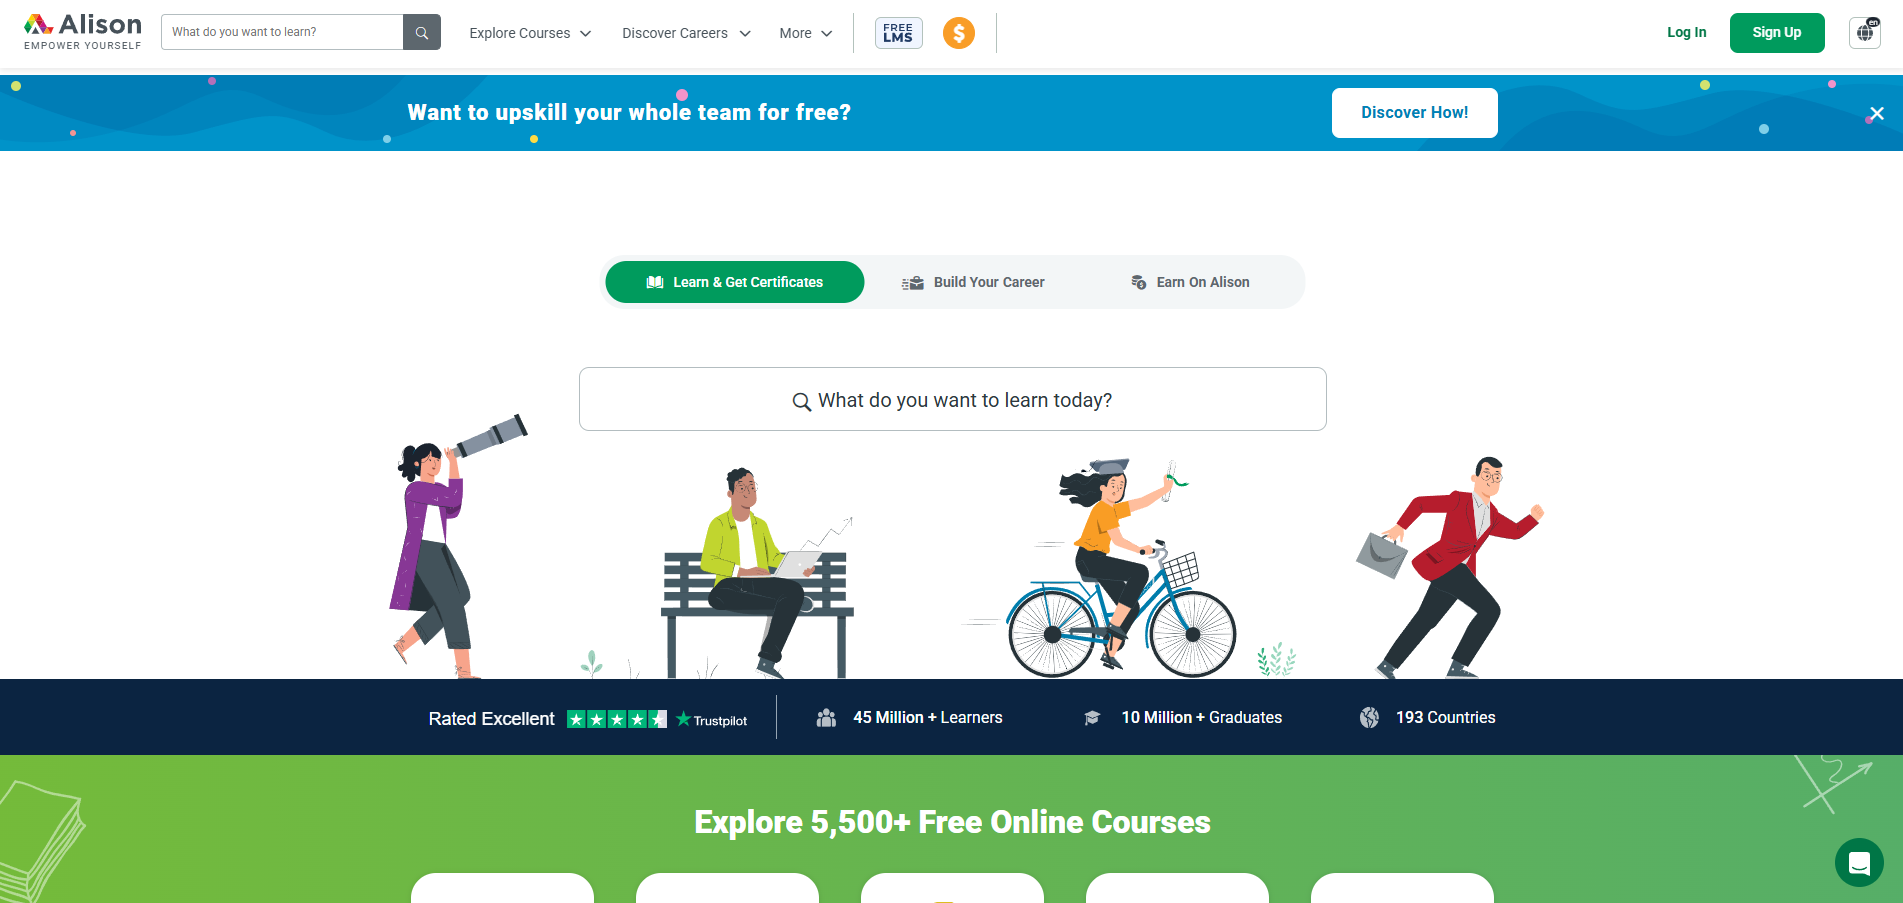 Alison
EMPOWER YOURSELF
What do you want to learn?
Explore Courses
Discover Careers
More
FREE
LMS
$
Log In
Sign Up
en
Want to upskill your whole team for free?
Discover How!
Learn & Get Certificates
Build Your Career
Earn On Alison
What do you want to learn today?
Rated Excellent
Trustpilot
45 Million + Learners
10 Million + Graduates
193 Countries
Explore 5,500+ Free Online Courses